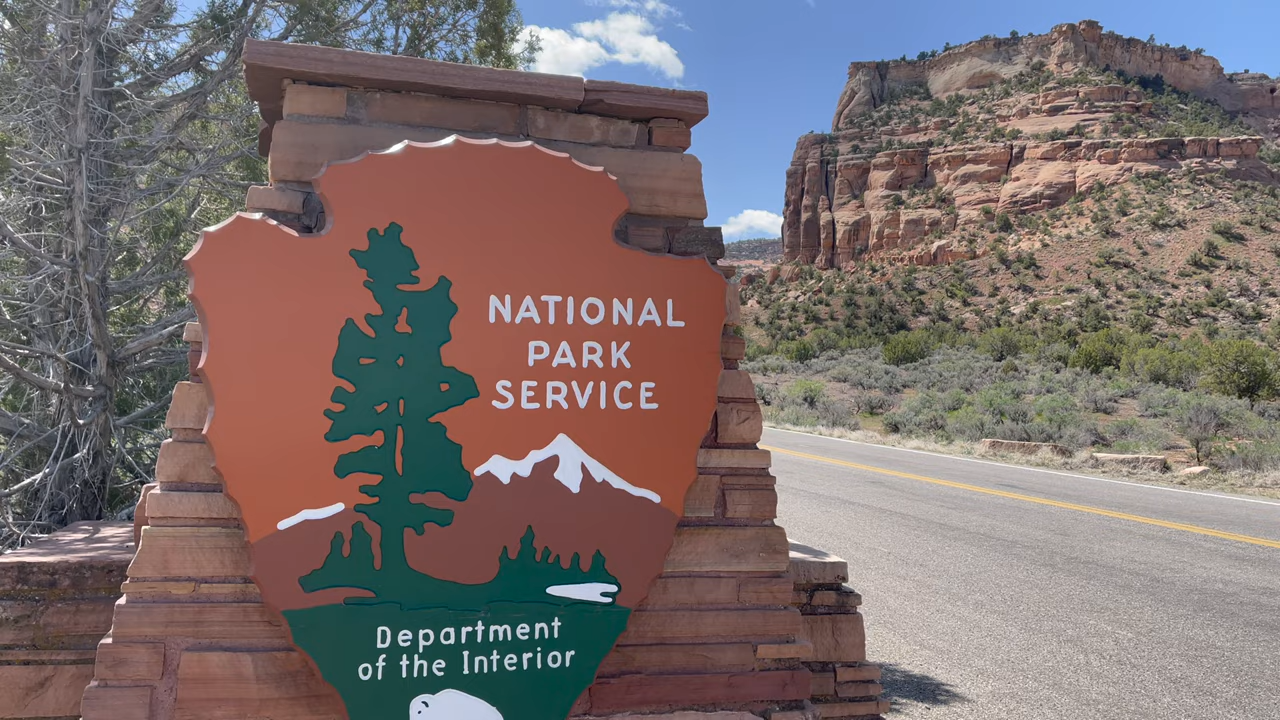 NATIONAL
PARK
SERVICE
Department
of the Interior